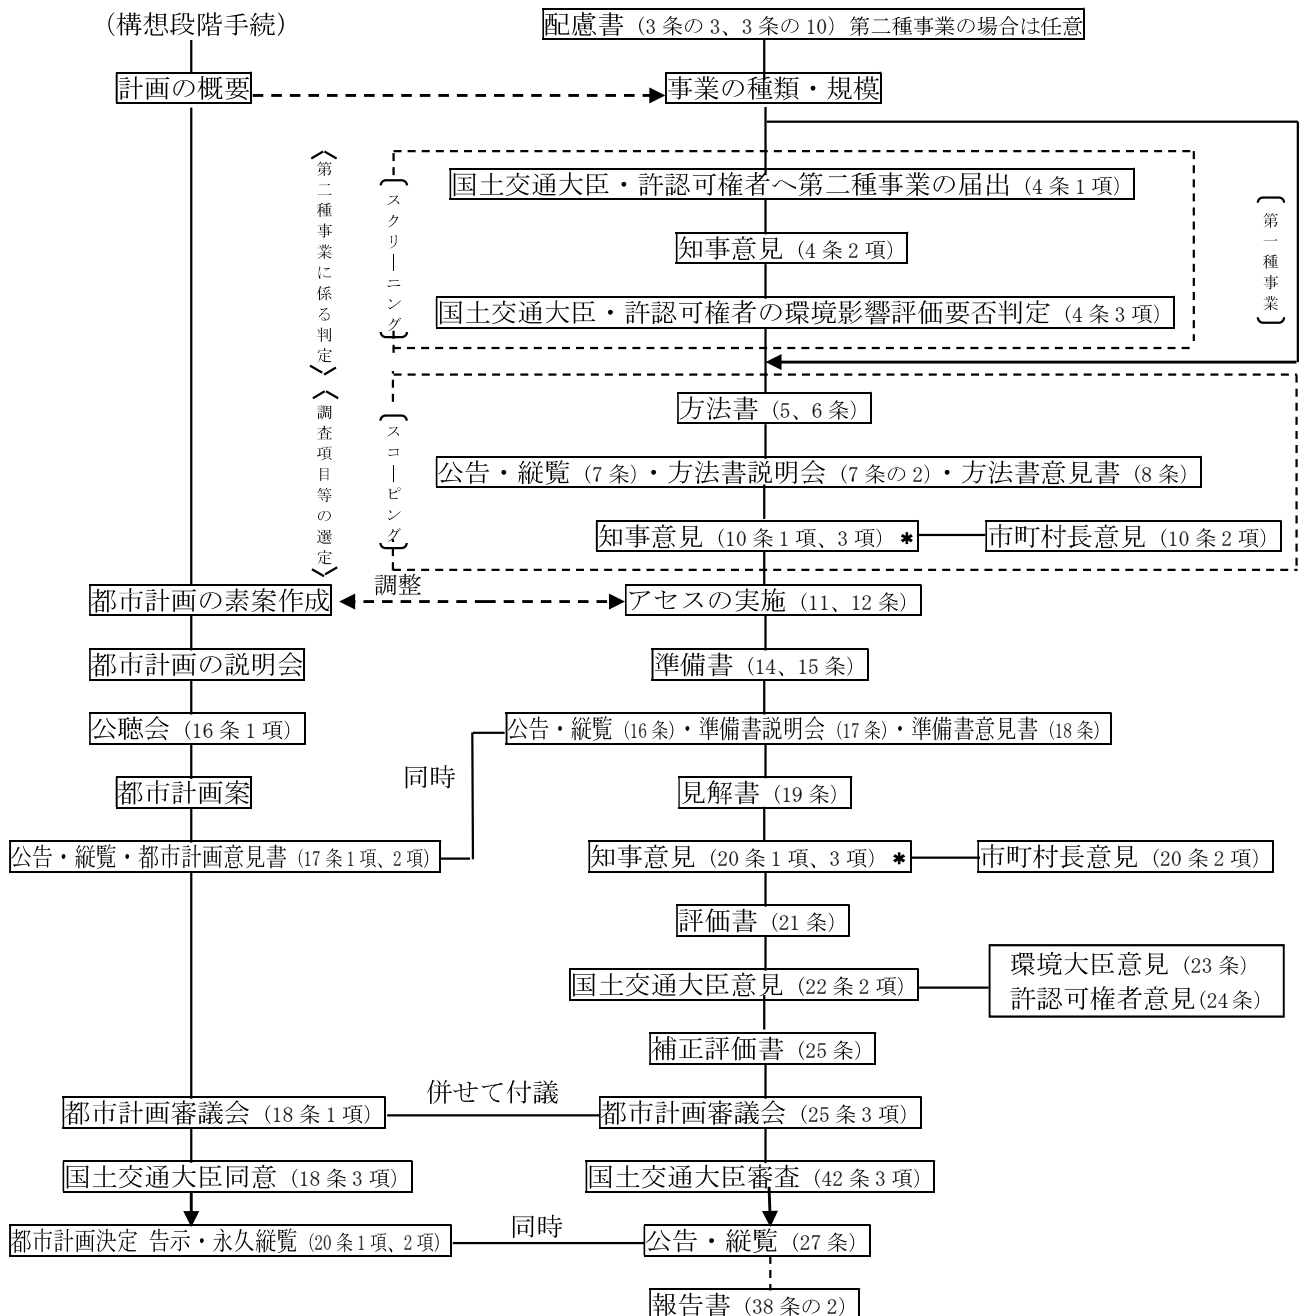 (構想段階手続)
配慮書(3条の3、3条の10)第二種事業の場合は任意
計画の概要
事業の種類・規模
〈第二種事業に係る判定〉
〔スクリーニング〕
国土交通大臣・許認可権者へ第二種事業の届出(4条1項)
知事意見(4条2項)
国土交通大臣・許認可権者の環境影響評価要否判定(4条3項)
〔第一種事業〕
〈調査項目等の選定〉
〔スコーピング〕
方法書(5、6条)
公告・縦覧(7条)・方法書説明会(7条の2)・方法書意見書(8条)
知事意見(10条1項、3項)＊
市町村長意見(10条2項)
都市計画の素案作成
調整
アセスの実施(11、12条)
都市計画の説明会
準備書(14、15条)
公聴会(16条1項)
公告・縦覧(16条)・準備書説明会(17条)・準備書意見書(18条)
同時
都市計画案
見解書(19条)
公告・縦覧・都市計画意見書(17条1項、2項)
知事意見(20条1項、3項)＊
市町村長意見(20条2項)
評価書(21条)
国土交通大臣意見(22条2項)
環境大臣意見(23条)
許認可権者意見(24条)
補正評価書(25条)
都市計画審議会(18条1項)
併せて付議
都市計画審議会(25条3項)
国土交通大臣同意(18条3項)
国土交通大臣審査(42条3項)
都市計画決定 告示・永久縦覧(20条1項、2項)
同時
公告・縦覧(27条)
報告書(38条の2)